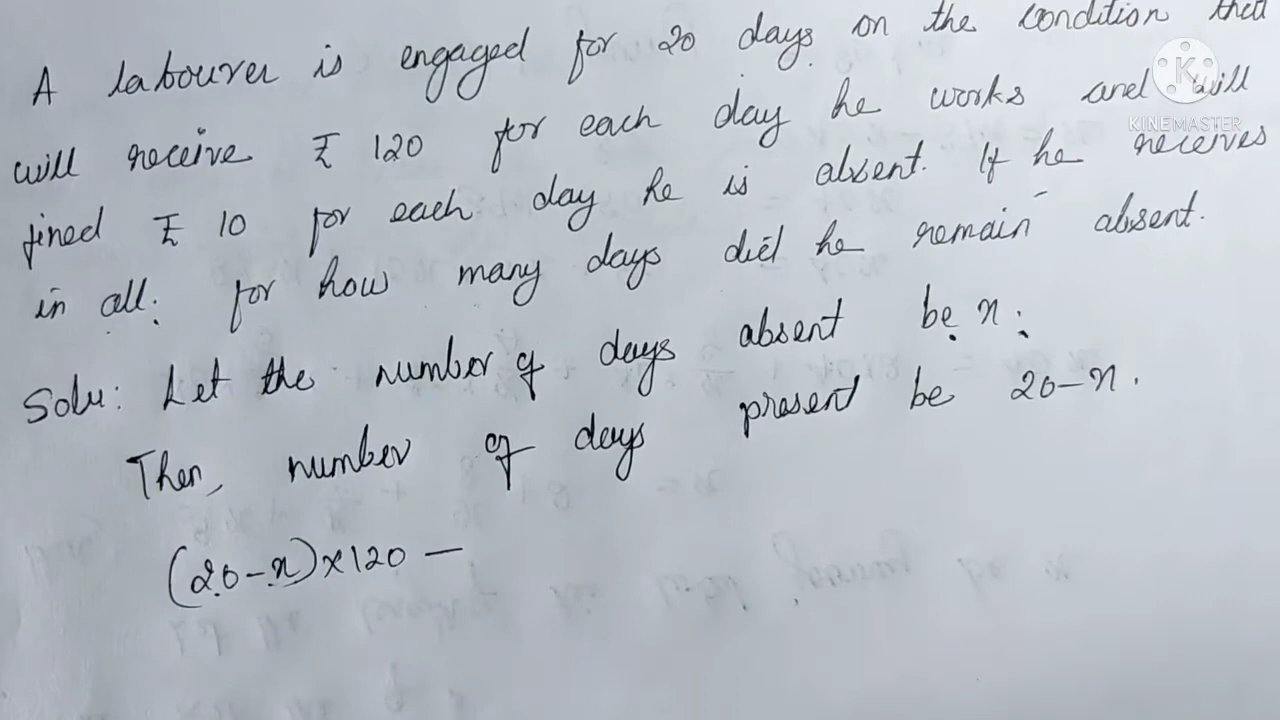 A labourer is engaged for 20 days on the condition that
will receive ₹ 120 for each day he works and will
fined ₹ 10 for each day he is absent. If he receives
in all. for how many days did he remain absent.
Solu: Let the number of days absent be x.
Then, number of days present be 20-x.
(20-x)×120 —
KINEMASTER